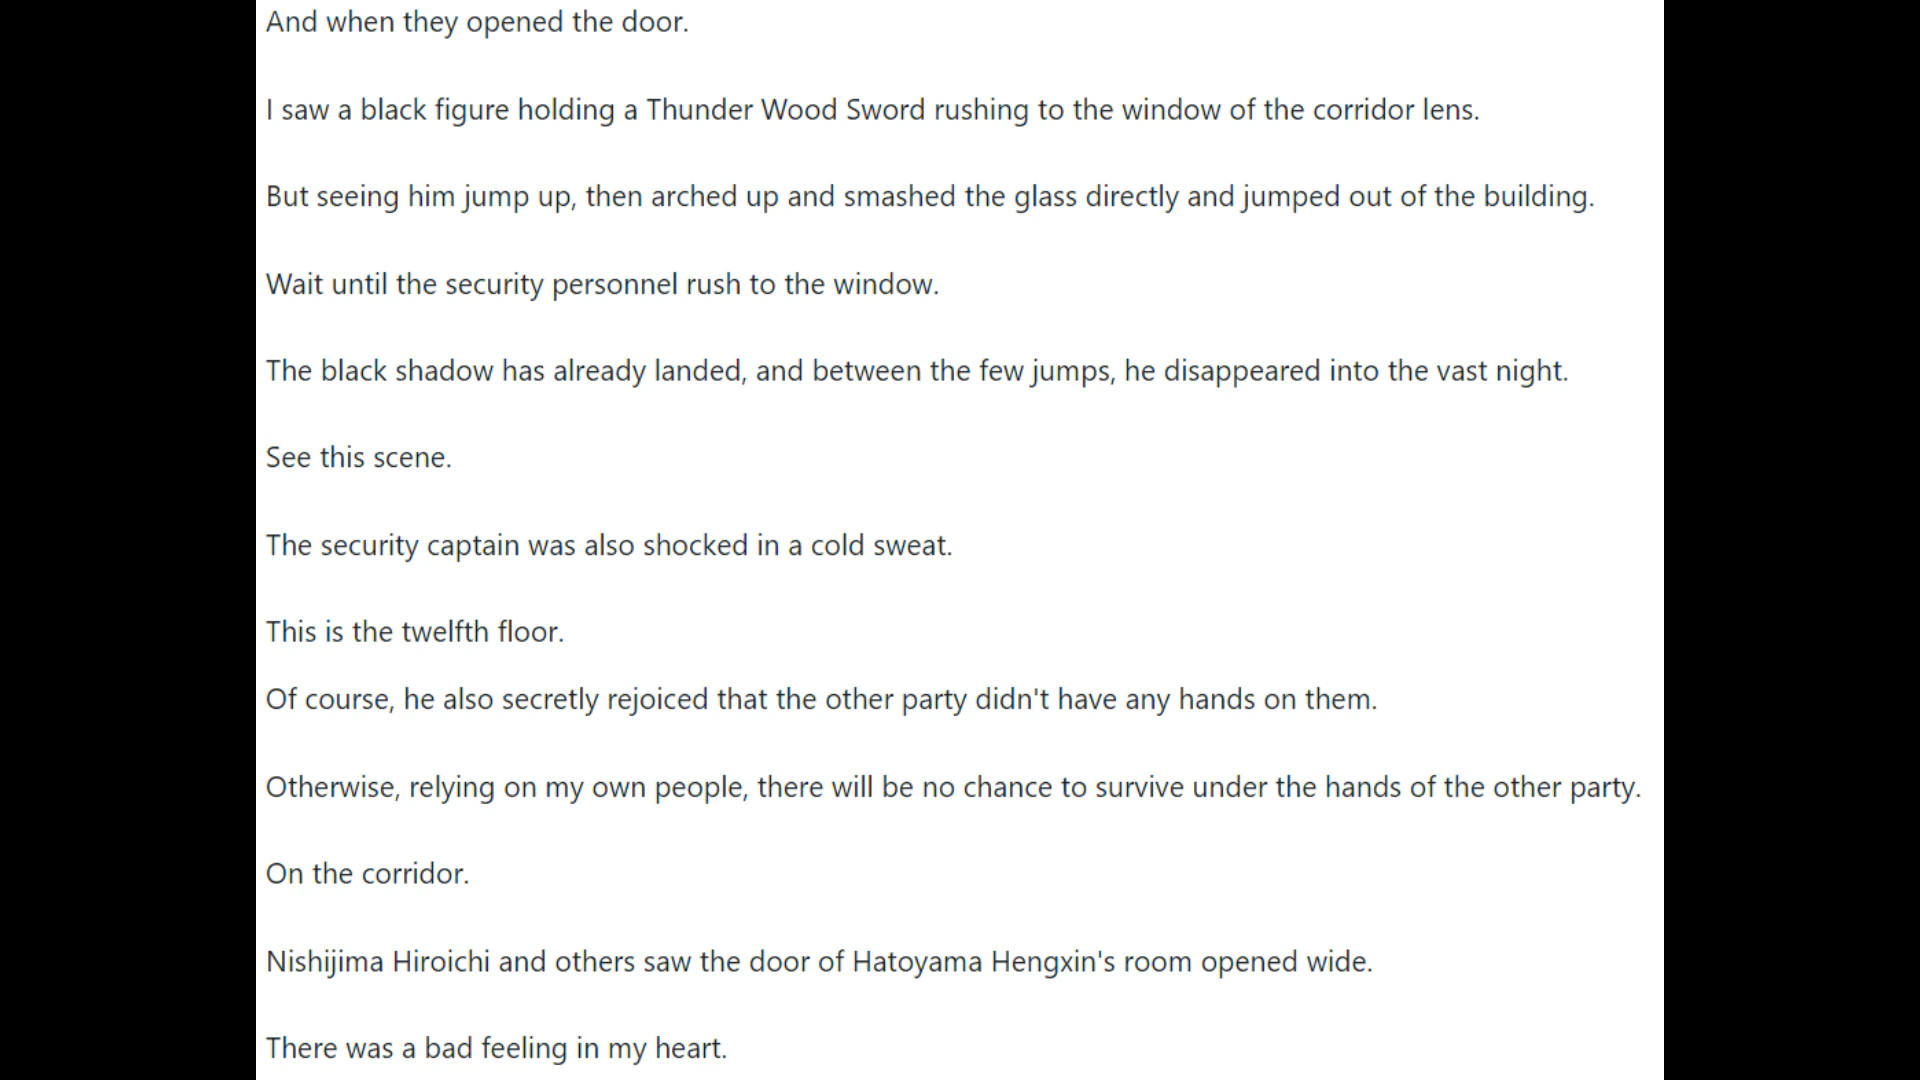 And when they opened the door.
I saw a black figure holding a Thunder Wood Sword rushing to the window of the corridor lens.
But seeing him jump up, then arched up and smashed the glass directly and jumped out of the building.
Wait until the security personnel rush to the window.
The black shadow has already landed, and between the few jumps, he disappeared into the vast night.
See this scene.
The security captain was also shocked in a cold sweat.
This is the twelfth floor.
Of course, he also secretly rejoiced that the other party didn't have any hands on them.
Otherwise, relying on my own people, there will be no chance to survive under the hands of the other party.
On the corridor.
Nishijima Hiroichi and others saw the door of Hatoyama Hengxin's room opened wide.
There was a bad feeling in my heart.